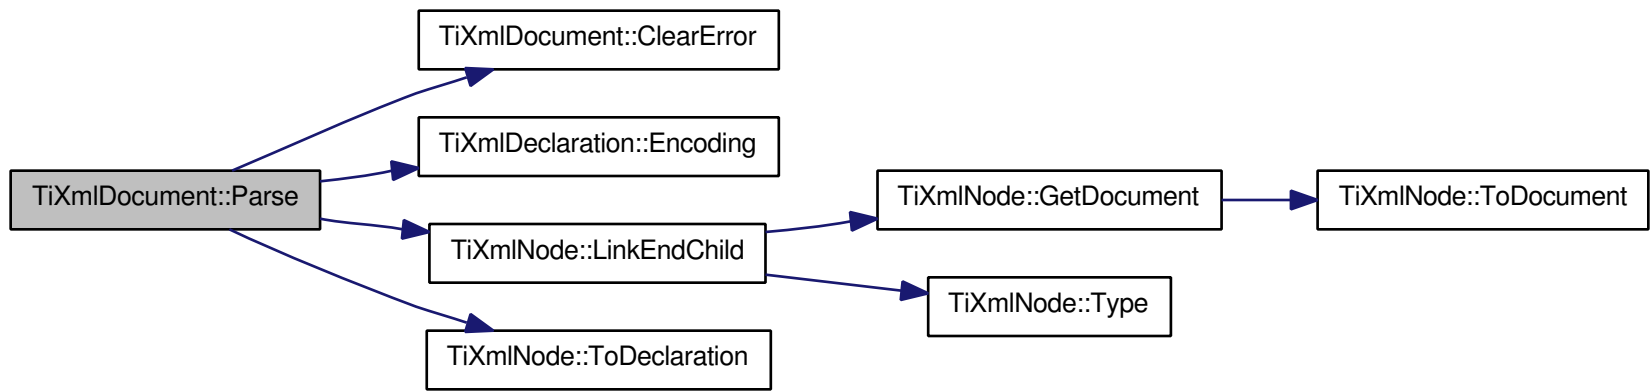 TiXmlDocument::ClearError
TiXmlDeclaration::Encoding
TiXmlDocument::Parse
TiXmlNode::GetDocument
TiXmlNode::ToDocument
TiXmlNode::LinkEndChild
TiXmlNode::Type
TiXmlNode::ToDeclaration